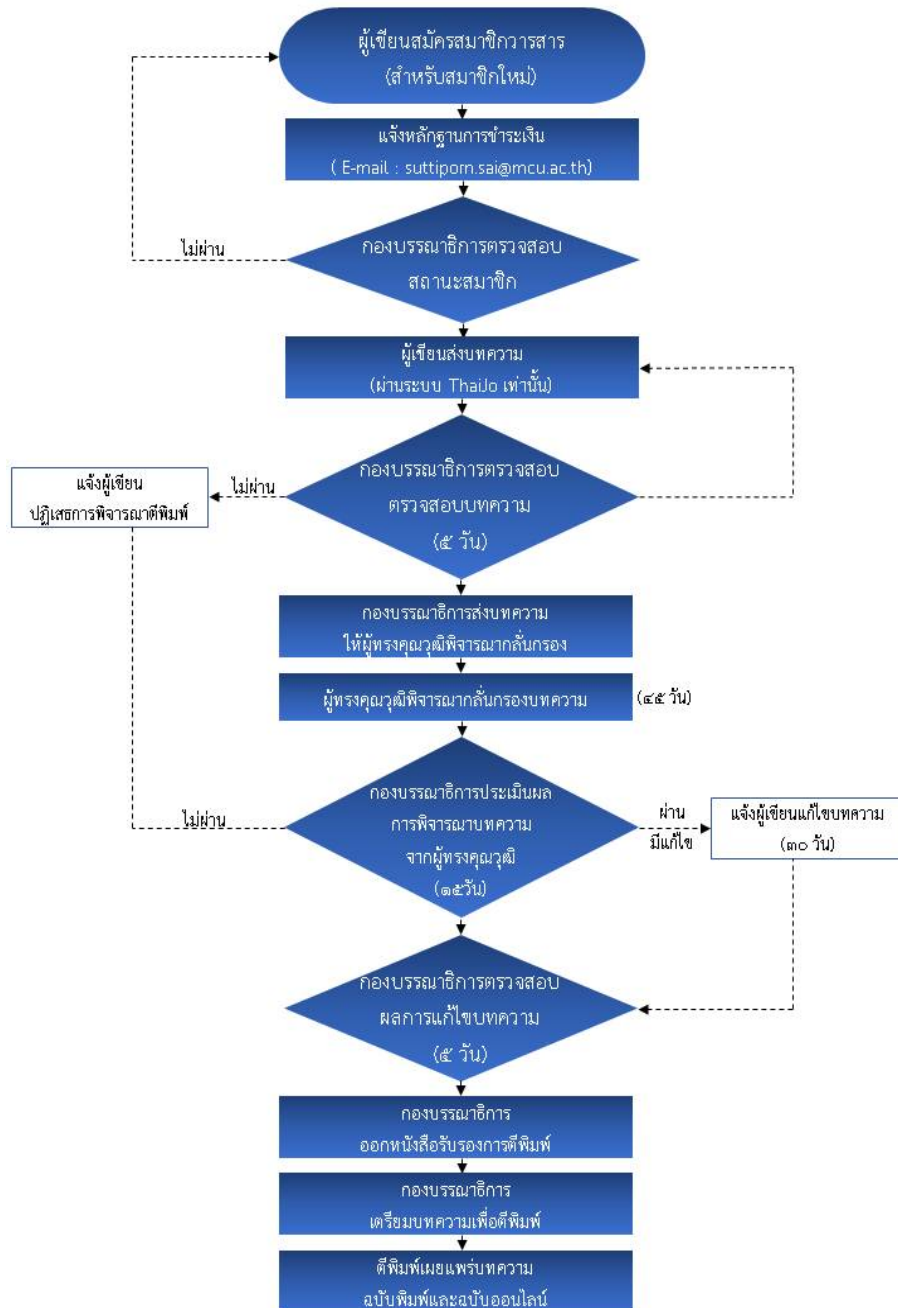 ผู้เขียนสมัครสมาชิกวารสาร
(สำหรับสมาชิกใหม่)
แจ้งหลักฐานการชำระเงิน
( E-mail : suttiporn.sai@mcu.ac.th)
ไม่ผ่าน
กองบรรณาธิการตรวจสอบ
สถานะสมาชิก
ผู้เขียนส่งบทความ
(ผ่านระบบ ThaiJo เท่านั้น)
แจ้งผู้เขียน
ปฏิเสธการพิจารณาตีพิมพ์
ไม่ผ่าน
กองบรรณาธิการตรวจสอบ
ตรวจสอบบทความ
(๕ วัน)
กองบรรณาธิการส่งบทความ
ให้ผู้ทรงคุณวุฒิพิจารณากลั่นกรอง
ผู้ทรงคุณวุฒิพิจารณากลั่นกรองบทความ
(๔๕ วัน)
ไม่ผ่าน
กองบรรณาธิการประเมินผล
การพิจารณาบทความ
จากผู้ทรงคุณวุฒิ
(๑๕วัน)
ผ่าน
มีแก้ไข
แจ้งผู้เขียนแก้ไขบทความ
(๓๐ วัน)
กองบรรณาธิการตรวจสอบ
ผลการแก้ไขบทความ
(๕ วัน)
กองบรรณาธิการ
ออกหนังสือรับรองการตีพิมพ์
กองบรรณาธิการ
เตรียมบทความเพื่อตีพิมพ์
ตีพิมพ์เผยแพร่บทความ
ฉบับพิมพ์และฉบับออนไลน์